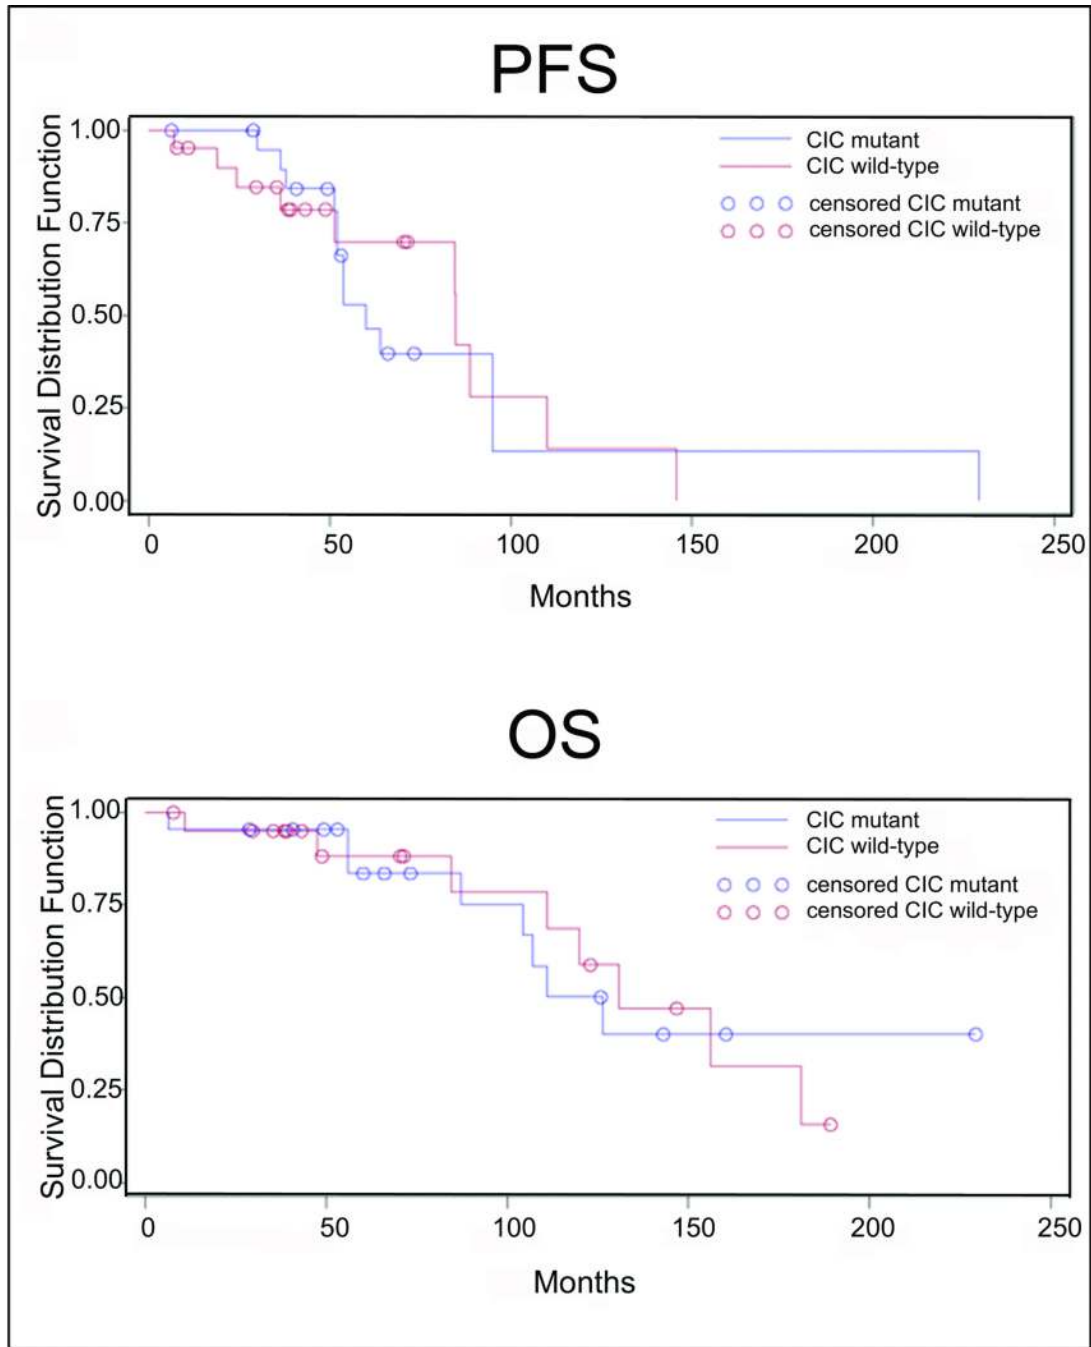 PFS
Survival Distribution Function
1.00
0.75
0.50
0.25
0.00
CIC mutant
CIC wild-type
censored CIC mutant
censored CIC wild-type
0 50 100 150 200 250
Months
OS
Survival Distribution Function
1.00
0.75
0.50
0.25
0.00
CIC mutant
CIC wild-type
censored CIC mutant
censored CIC wild-type
0 50 100 150 200 250
Months